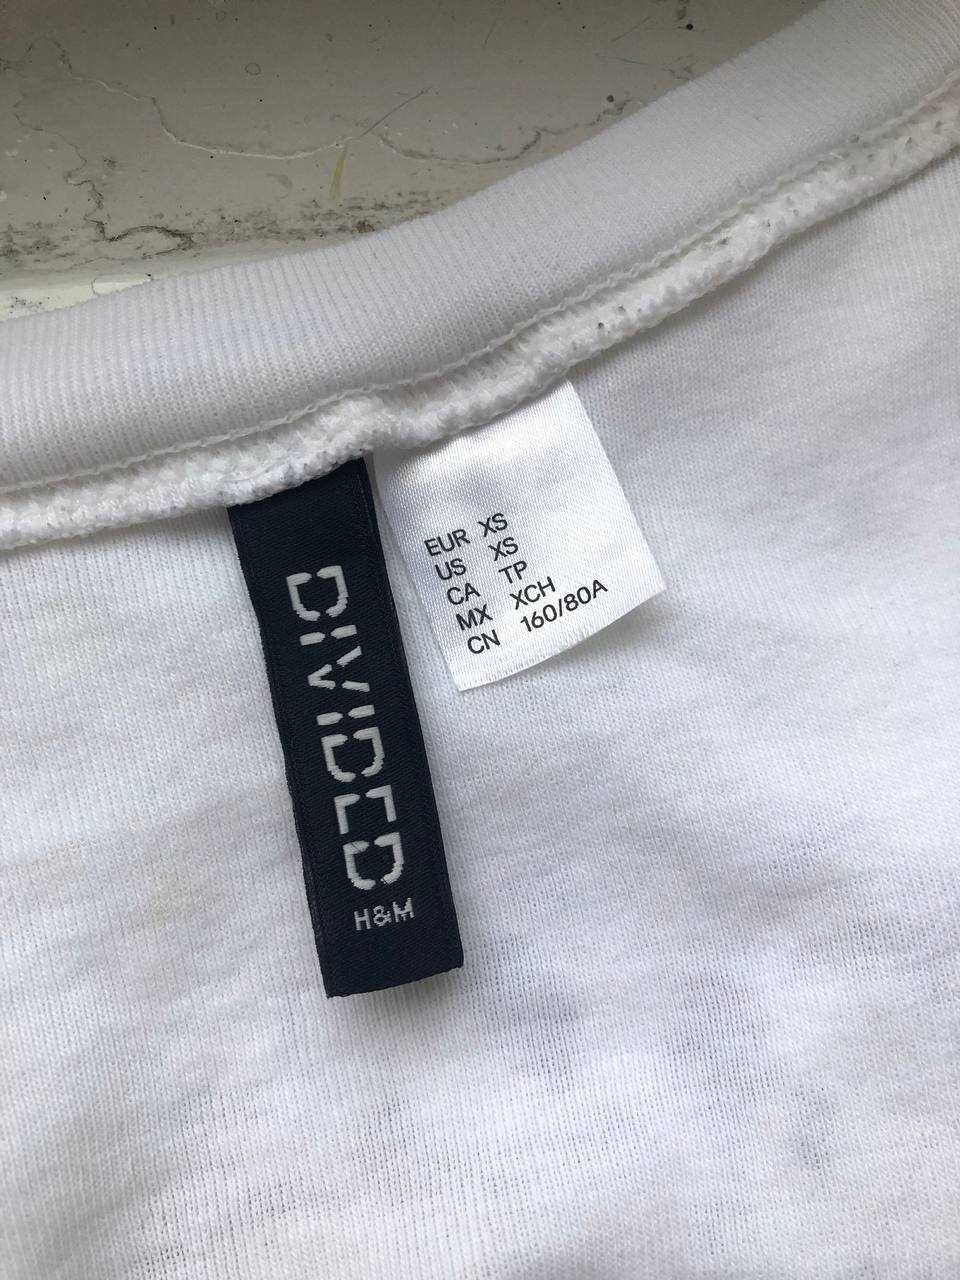 DIVIDED
H&M
EUR XS
US XS
CA TP
MX XCH
CN 160/80A